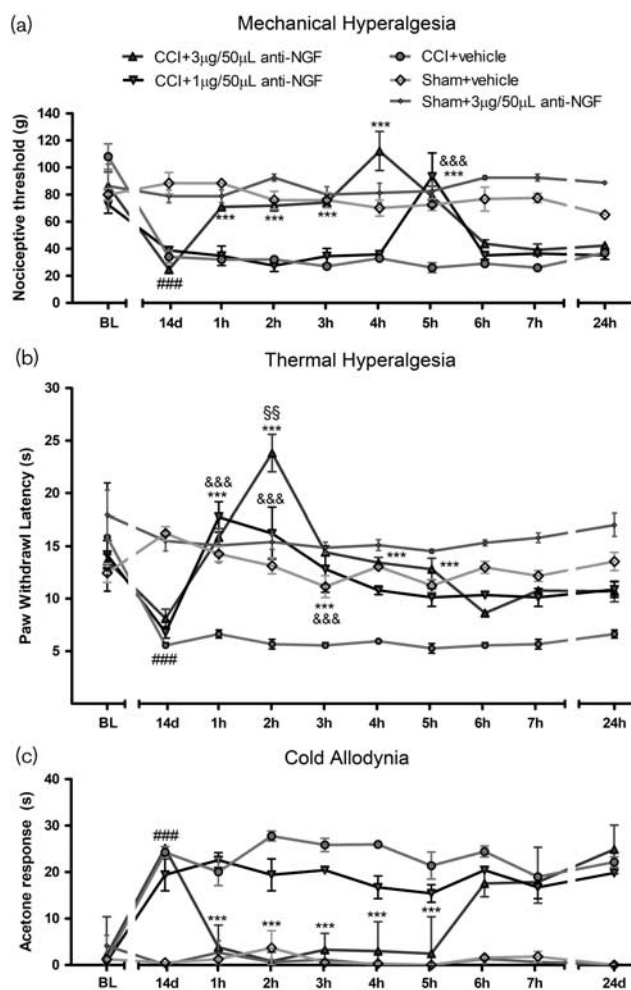 (a)
Mechanical Hyperalgesia
CCI+3µg/50µL anti-NGF
CCI+1µg/50µL anti-NGF
CCI+vehicle
Sham+vehicle
Sham+3µg/50µL anti-NGF
Nociceptive threshold (g)
140
120
100
80
60
40
20
0
###
***
***
***
***
&&&
***
BL 14d 1h 2h 3h 4h 5h 6h 7h 24h
(b)
Thermal Hyperalgesia
Paw Withdrawl Latency (s)
30
25
20
15
10
5
###
&&&
***
§§
***
&&&
***
&&&
***
***
BL 14d 1h 2h 3h 4h 5h 6h 7h 24h
(c)
Cold Allodynia
Acetone response (s)
40
30
20
10
0
###
***
***
***
***
***
BL 14d 1h 2h 3h 4h 5h 6h 7h 24d